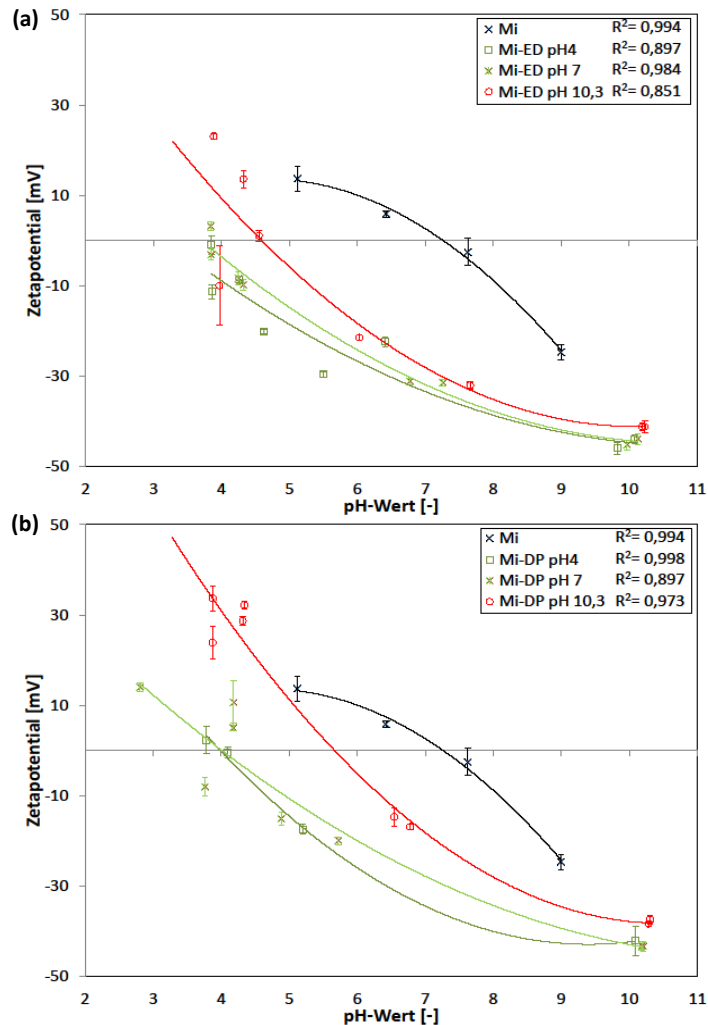 (a)
Mi R²= 0,994
Mi-ED pH4 R²= 0,897
Mi-ED pH 7 R²= 0,984
Mi-ED pH 10,3 R²= 0,851
50
30
10
-10
-30
-50
Zetapotential [mV]
2 3 4 5 6 7 8 9 10 11
pH-Wert [-]
(b)
Mi R²= 0,994
Mi-DP pH4 R²= 0,998
Mi-DP pH 7 R²= 0,897
Mi-DP pH 10,3 R²= 0,973
50
30
10
-10
-30
-50
Zetapotential [mV]
2 3 4 5 6 7 8 9 10 11
pH-Wert [-]